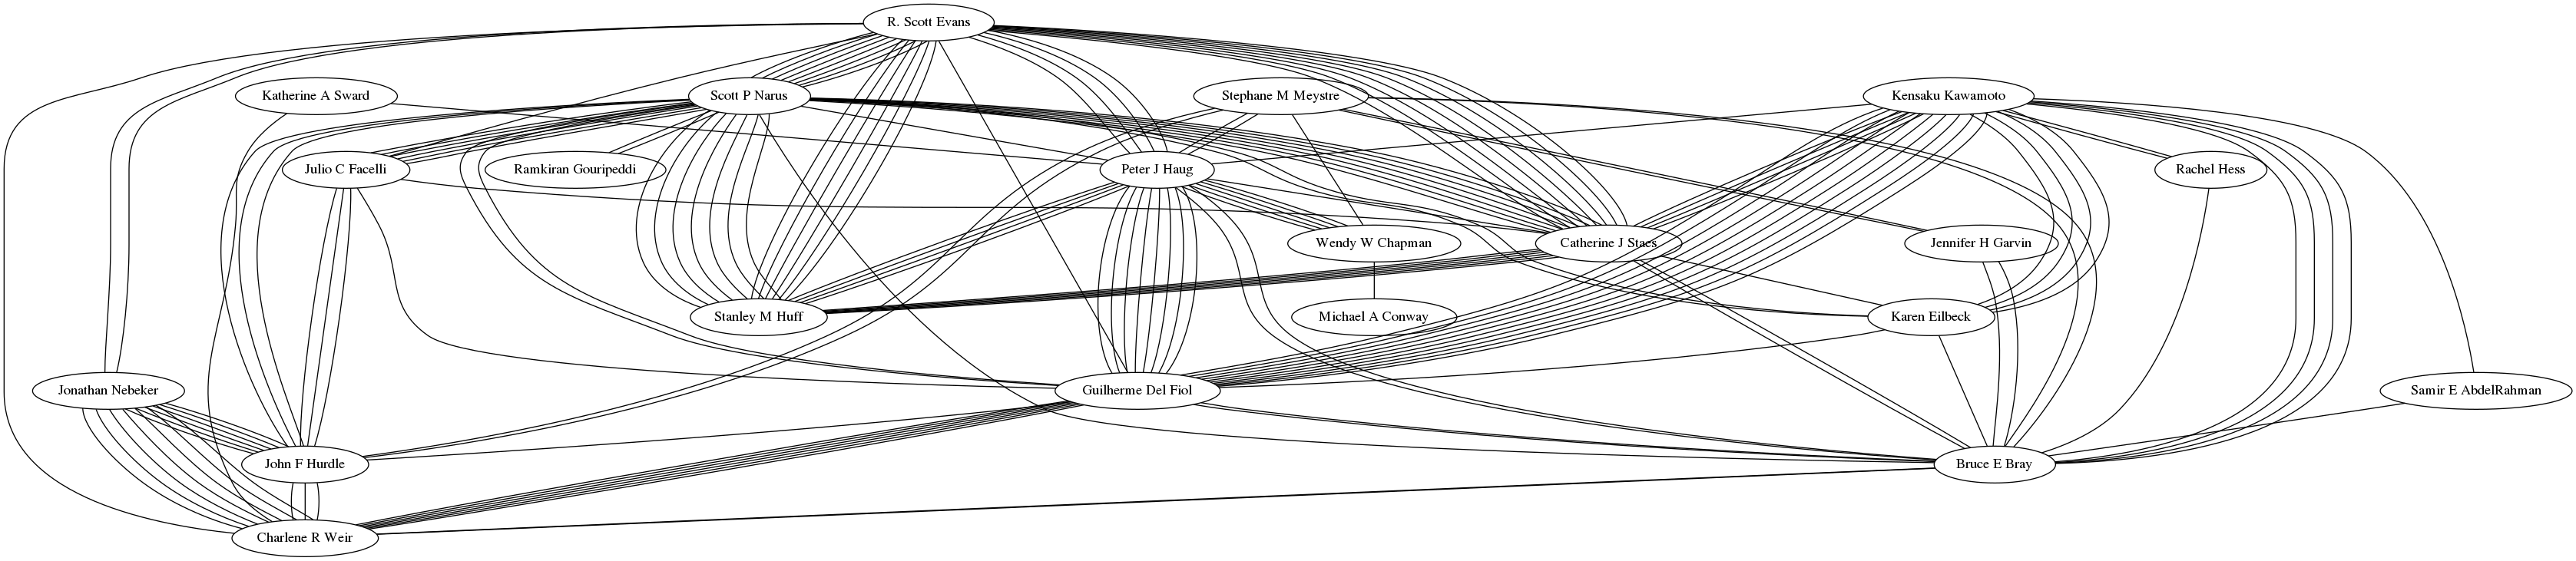 R. Scott Evans
Katherine A Sward
Scott P Narus
Stephane M Meystre
Kensaku Kawamoto
Julio C Facelli
Ramkiran Gouripeddi
Peter J Haug
Rachel Hess
Wendy W Chapman
Catherine J Staes
Jennifer H Garvin
Stanley M Huff
Michael A Conway
Karen Eilbeck
Jonathan Nebeker
Guilherme Del Fiol
Samir E AbdelRahman
John F Hurdle
Bruce E Bray
Charlene R Weir